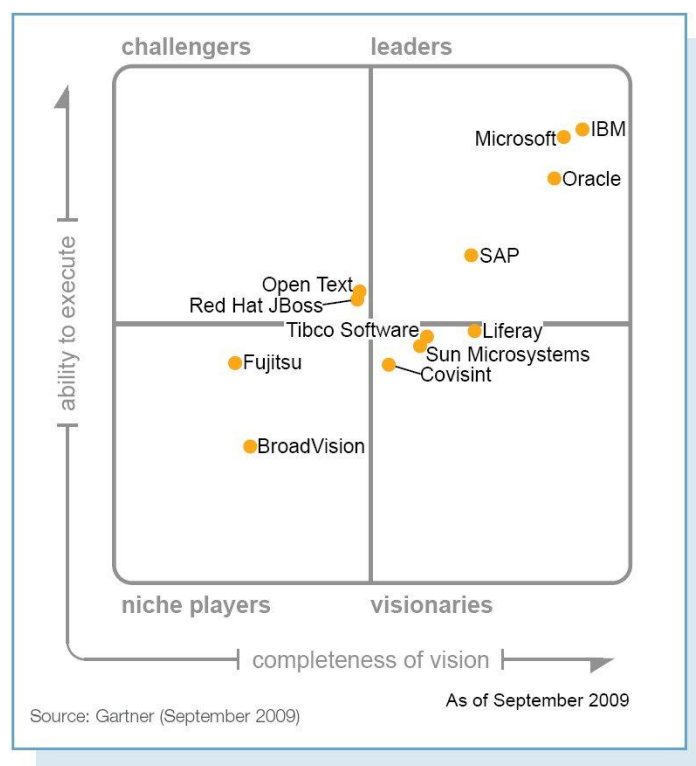 challengers
leaders
IBM
Microsoft
Oracle
SAP
Open Text
Red Hat JBoss
Tibco Software
Liferay
Sun Microsystems
Fujitsu
Covisint
BroadVision
ability to execute
niche players
visionaries
completeness of vision
As of September 2009
Source: Gartner (September 2009)